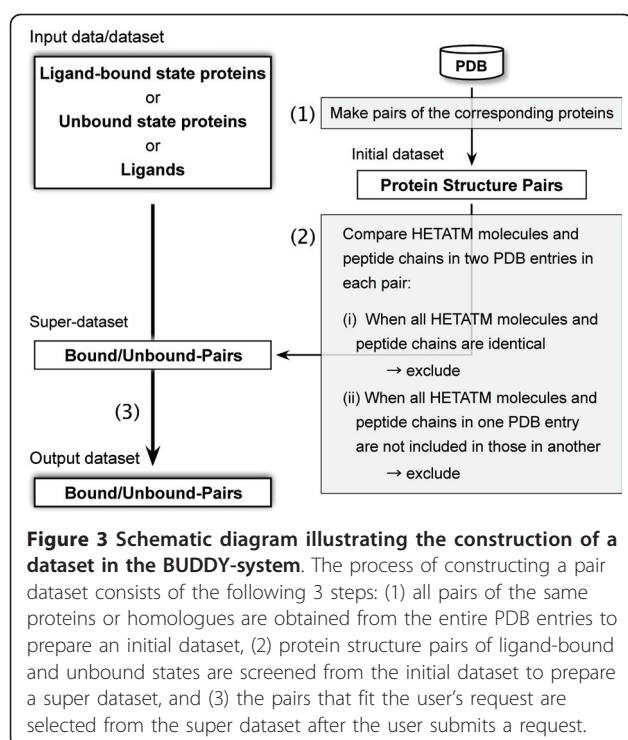 Input data/dataset
Ligand-bound state proteins
or
Unbound state proteins
or
Ligands
PDB
(1) Make pairs of the corresponding proteins
Initial dataset
Protein Structure Pairs
(2) Compare HETATM molecules and
peptide chains in two PDB entries in
each pair:
(i) When all HETATM molecules and
peptide chains are identical
→ exclude
(ii) When all HETATM molecules and
peptide chains in one PDB entry
are not included in those in another
→ exclude
Super-dataset
Bound/Unbound-Pairs
(3)
Output dataset
Bound/Unbound-Pairs
Figure 3 Schematic diagram illustrating the construction of a
dataset in the BUDDY-system. The process of constructing a pair
dataset consists of the following 3 steps: (1) all pairs of the same
proteins or homologues are obtained from the entire PDB entries to
prepare an initial dataset, (2) protein structure pairs of ligand-bound
and unbound states are screened from the initial dataset to prepare
a super dataset, and (3) the pairs that fit the user's request are
selected from the super dataset after the user submits a request.